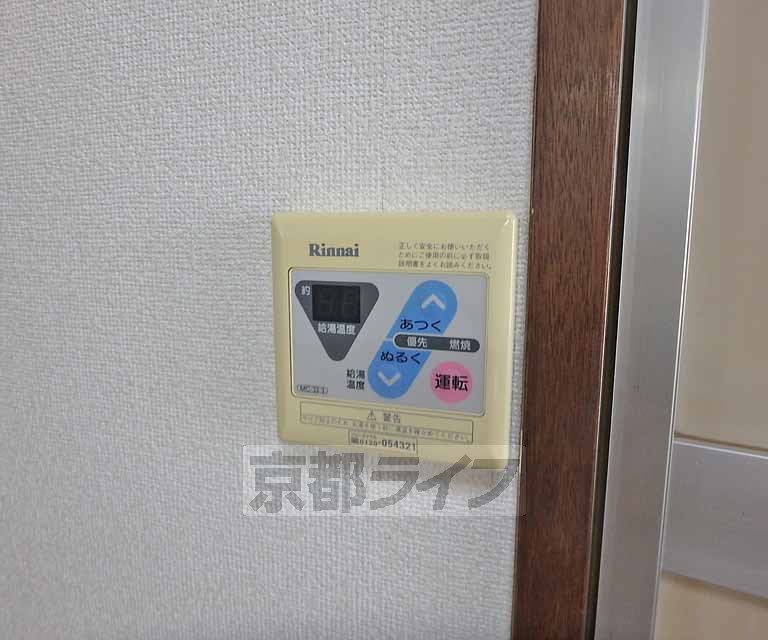 Rinnai
正しく安全にお使いいただく
ためにご使用の前に必ず取扱
説明書をよくお読みください。
約
給湯温度
あつく
優先 燃焼
ぬるく
給湯
温度
運転
MC-33-3
警告
0120-054321
京都ライフ